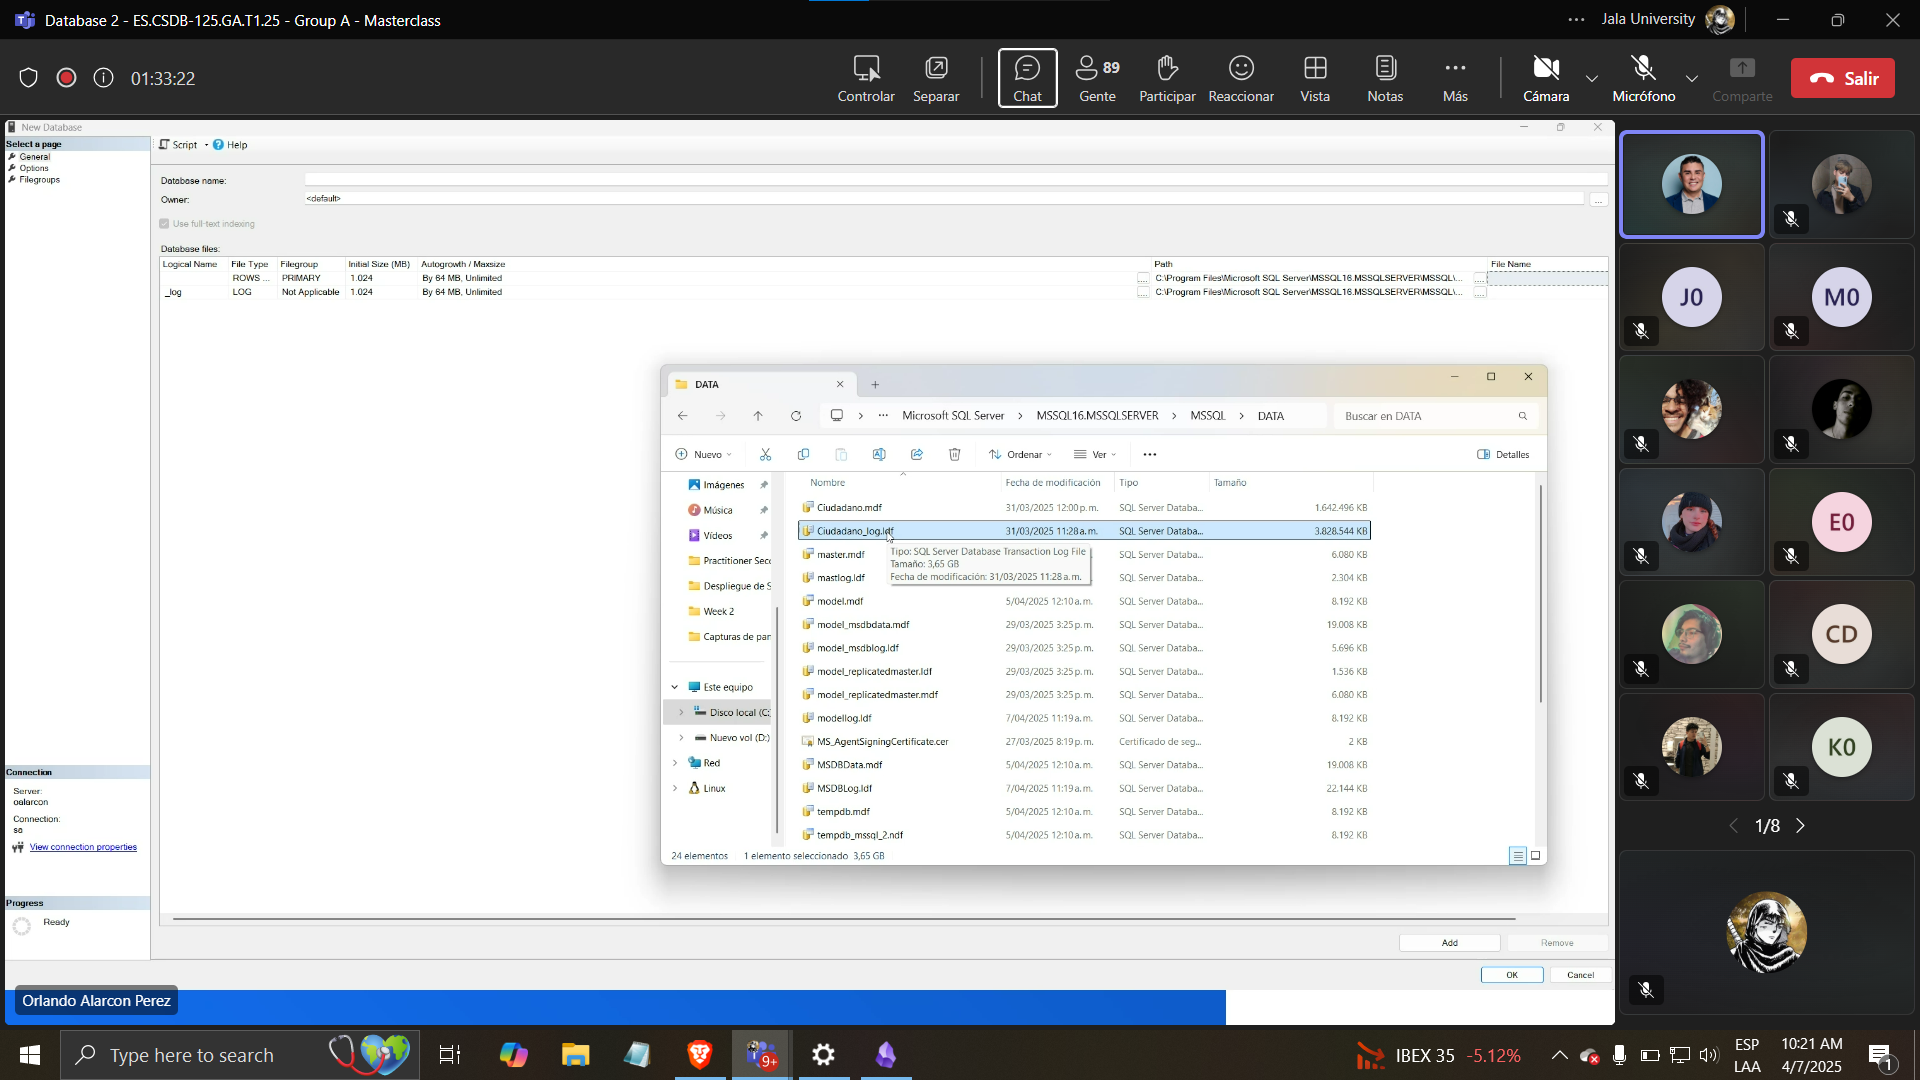 Database 2 - ES.CSDB-125.GA.T1.25 - Group A - Masterclass
Jala University
01:33:22
Controlar
Separar
Chat
89
Gente
Participar
Reaccionar
Vista
Notas
Más
Cámara
Micrófono
Comparte
Salir
New Database
Select a page
General
Options
Filegroups
Script
Help
Database name:
Owner:
<default>
...
Use full-text indexing
Database files:
Logical Name File Type Filegroup Initial Size (MB) Autogrowth / Maxsize Path File Name
ROWS ... PRIMARY 1.024 By 64 MB, Unlimited ... C:\Program Files\Microsoft SQL Server\MSSQL16.MSSQLSERVER\MSSQL\... ...
_log LOG Not Applicable 1.024 By 64 MB, Unlimited ... C:\Program Files\Microsoft SQL Server\MSSQL16.MSSQLSERVER\MSSQL\... ...
DATA
Microsoft SQL Server > MSSQL16.MSSQLSERVER > MSSQL > DATA
Buscar en DATA
Nuevo
Ordenar
Ver
Detalles
Imágenes
Música
Vídeos
Practitioner Sec
Despliegue de S
Week 2
Capturas de pan
Este equipo
Disco local (C:
Nuevo vol (D:)
Red
Linux
Nombre Fecha de modificación Tipo Tamaño
Ciudadano.mdf 31/03/2025 12:00 p. m. SQL Server Databa... 1.642.496 KB
Ciudadano_log.ldf 31/03/2025 11:28 a. m. SQL Server Databa... 3.828.544 KB
master.mdf SQL Server Databa... 6.080 KB
mastlog.ldf SQL Server Databa... 2.304 KB
Tipo: SQL Server Database Transaction Log File
Tamaño: 3,65 GB
Fecha de modificación: 31/03/2025 11:28 a. m.
model.mdf 5/04/2025 12:10 a. m. SQL Server Databa... 8.192 KB
model_msdbdata.mdf 29/03/2025 3:25 p. m. SQL Server Databa... 19.008 KB
model_msdblog.ldf 29/03/2025 3:25 p. m. SQL Server Databa... 5.696 KB
model_replicatedmaster.ldf 29/03/2025 3:25 p. m. SQL Server Databa... 1.536 KB
model_replicatedmaster.mdf 29/03/2025 3:25 p. m. SQL Server Databa... 6.080 KB
modellog.ldf 7/04/2025 11:19 a. m. SQL Server Databa... 8.192 KB
MS_AgentSigningCertificate.cer 27/03/2025 8:19 p. m. Certificado de seg... 2 KB
MSDBData.mdf 5/04/2025 12:10 a. m. SQL Server Databa... 19.008 KB
MSDBLog.ldf 7/04/2025 11:19 a. m. SQL Server Databa... 22.144 KB
tempdb.mdf 5/04/2025 12:10 a. m. SQL Server Databa... 8.192 KB
tempdb_mssql_2.ndf 5/04/2025 12:10 a. m. SQL Server Databa... 8.192 KB
24 elementos 1 elemento seleccionado 3,65 GB
Connection
Server:
oalarcon
Connection:
sa
View connection properties
Progress
Ready
Add
Remove
OK
Cancel
Orlando Alarcon Perez
JO
MO
EO
CD
KO
1/8
Type here to search
9+
IBEX 35 -5.12%
ESP
LAA
10:21 AM
4/7/2025
1